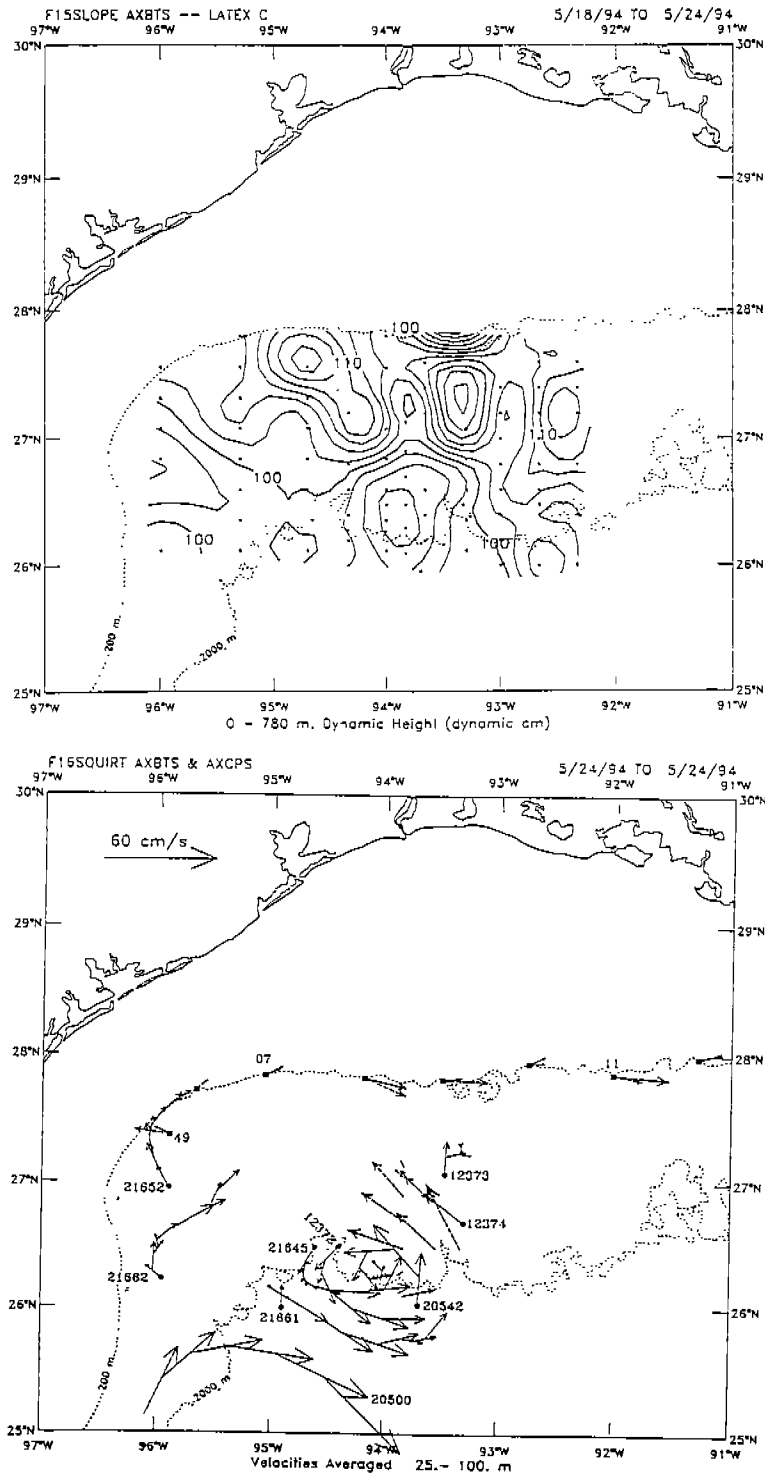 F15SLOPE AXBTS -- LATEX C
5/18/94 TO 5/24/94
97°W 96°W 95°W 94°W 93°W 92°W 91°W
30°N 30°N
29°N 29°N
28°N 28°N
100
110
27°N 27°N
110
100
100
100
26°N 26°N
200 m.
2000 m.
25°N 25°N
97°W 96°W 95°W 94°W 93°W 92°W 91°W
0 - 780 m. Dynamic Height (dynamic cm)
F16SQUIRT AXBTS & AXCPS
5/24/94 TO 5/24/94
97°W 96°W 95°W 94°W 93°W 92°W 91°W
30°N 30°N
60 cm/s
29°N 29°N
28°N 28°N
07
11
49
27°N 27°N
21652
12373
12374
21645
21662
26°N 26°N
21661
20542
20500
200 m.
2000 m.
25°N 25°N
97°W 96°W 95°W 94°W 93°W 92°W 91°W
Velocities Averaged 25.- 100. m